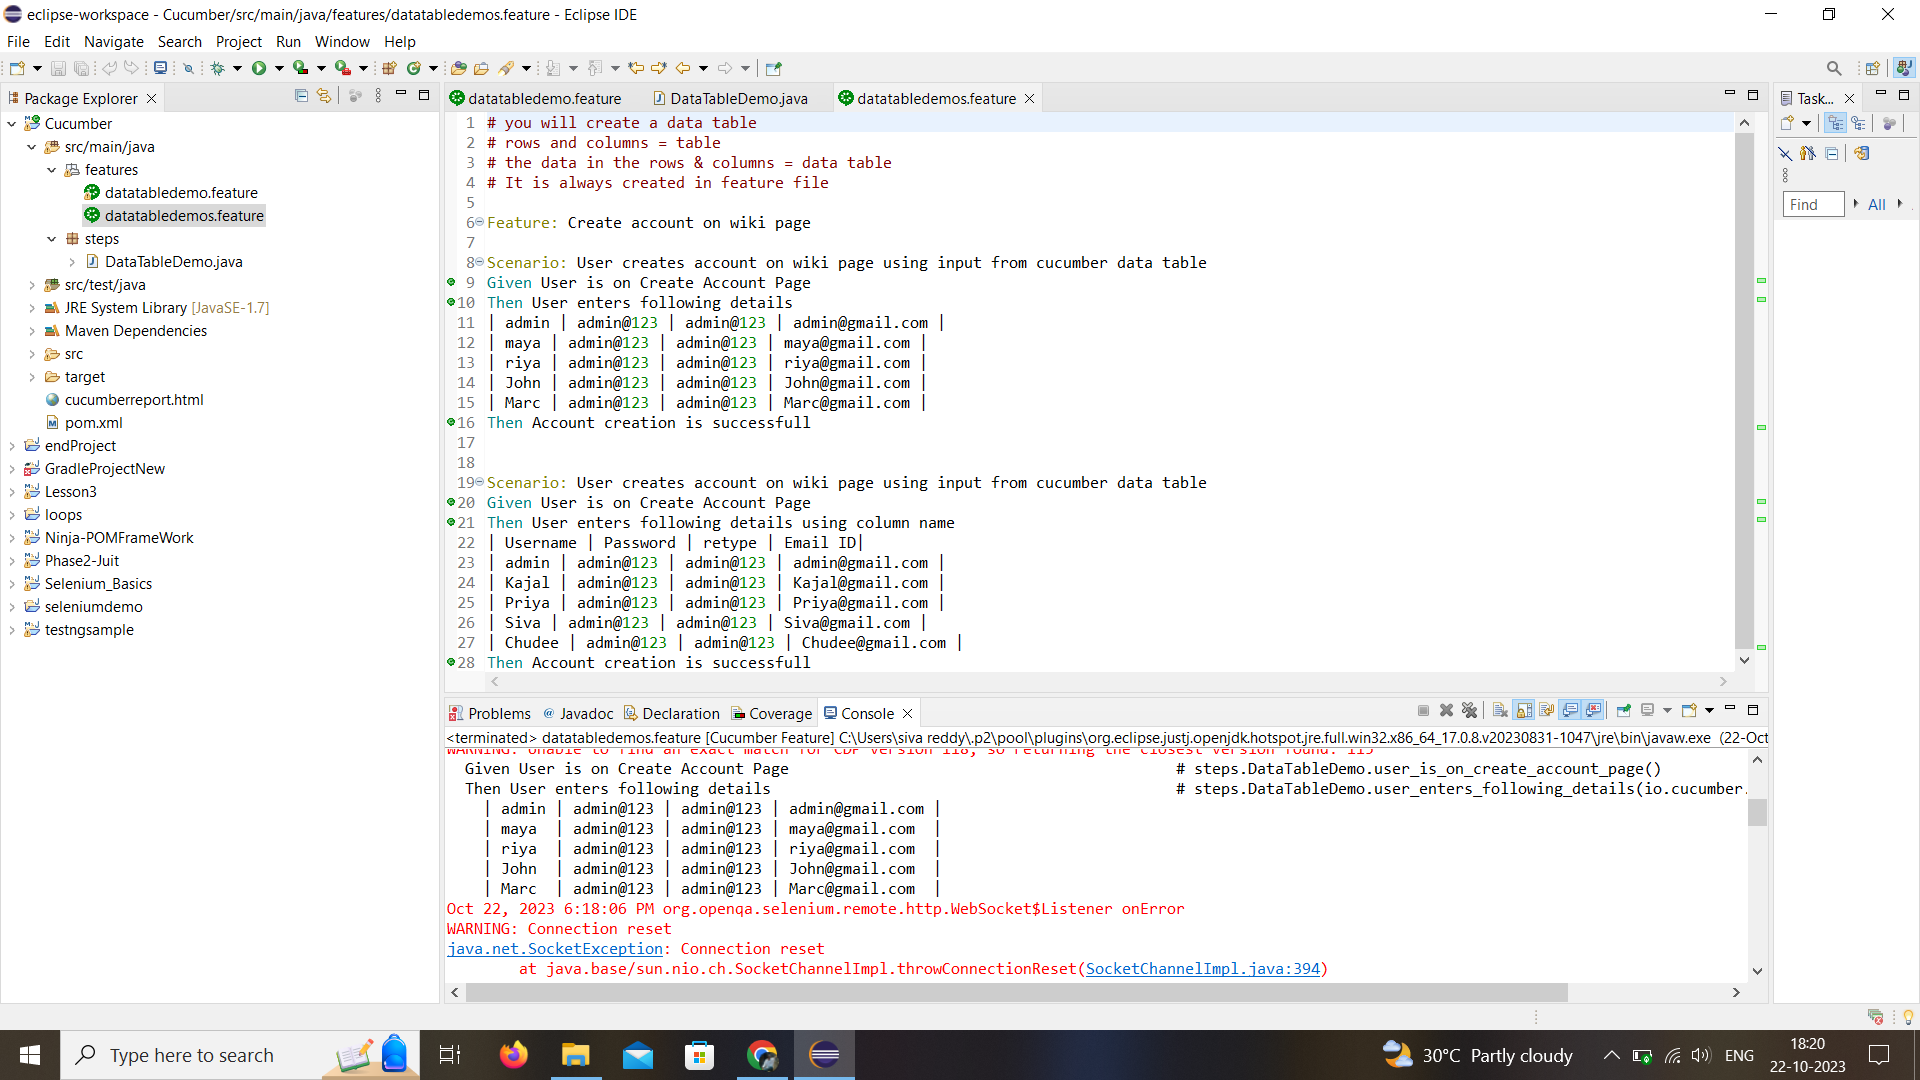 eclipse-workspace - Cucumber/src/main/java/features/datatabledemos.feature - Eclipse IDE
File Edit Navigate Search Project Run Window Help
Package Explorer
Cucumber
src/main/java
features
datatabledemo.feature
datatabledemos.feature
steps
DataTableDemo.java
src/test/java
JRE System Library [JavaSE-1.7]
Maven Dependencies
src
target
cucumberreport.html
pom.xml
endProject
GradleProjectNew
Lesson3
loops
Ninja-POMFrameWork
Phase2-Juit
Selenium_Basics
seleniumdemo
testngsample
datatabledemo.feature DataTableDemo.java datatabledemos.feature
1 # you will create a data table
2 # rows and columns = table
3 # the data in the rows & columns = data table
4 # It is always created in feature file
5
6 Feature: Create account on wiki page
7
8 Scenario: User creates account on wiki page using input from cucumber data table
9 Given User is on Create Account Page
10 Then User enters following details
11 | admin | admin@123 | admin@123 | admin@gmail.com |
12 | maya | admin@123 | admin@123 | maya@gmail.com |
13 | riya | admin@123 | admin@123 | riya@gmail.com |
14 | John | admin@123 | admin@123 | John@gmail.com |
15 | Marc | admin@123 | admin@123 | Marc@gmail.com |
16 Then Account creation is successfull
17
18
19 Scenario: User creates account on wiki page using input from cucumber data table
20 Given User is on Create Account Page
21 Then User enters following details using column name
22 | Username | Password | retype | Email ID|
23 | admin | admin@123 | admin@123 | admin@gmail.com |
24 | Kajal | admin@123 | admin@123 | Kajal@gmail.com |
25 | Priya | admin@123 | admin@123 | Priya@gmail.com |
26 | Siva | admin@123 | admin@123 | Siva@gmail.com |
27 | Chudee | admin@123 | admin@123 | Chudee@gmail.com |
28 Then Account creation is successfull
Task...
Find All
Problems Javadoc Declaration Coverage Console
<terminated> datatabledemos.feature [Cucumber Feature] C:\Users\siva reddy\.p2\pool\plugins\org.eclipse.justj.openjdk.hotspot.jre.full.win32.x86_64_17.0.8.v20230831-1047\jre\bin\javaw.exe (22-Oct
WARNING: Unable to find an exact match for CDP version 118, so returning the closest version found: 115
Given User is on Create Account Page # steps.DataTableDemo.user_is_on_create_account_page()
Then User enters following details # steps.DataTableDemo.user_enters_following_details(io.cucumber.
| admin | admin@123 | admin@123 | admin@gmail.com |
| maya | admin@123 | admin@123 | maya@gmail.com |
| riya | admin@123 | admin@123 | riya@gmail.com |
| John | admin@123 | admin@123 | John@gmail.com |
| Marc | admin@123 | admin@123 | Marc@gmail.com |
Oct 22, 2023 6:18:06 PM org.openqa.selenium.remote.http.WebSocket$Listener onError
WARNING: Connection reset
java.net.SocketException: Connection reset
at java.base/sun.nio.ch.SocketChannelImpl.throwConnectionReset(SocketChannelImpl.java:394)
Type here to search
30°C Partly cloudy
ENG
18:20
22-10-2023